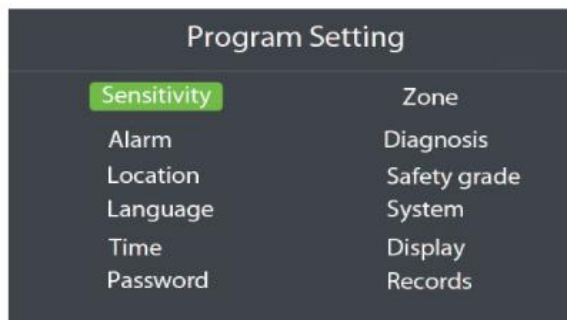 Program Setting
Sensitivity Zone
Alarm Diagnosis
Location Safety grade
Language System
Time Display
Password Records